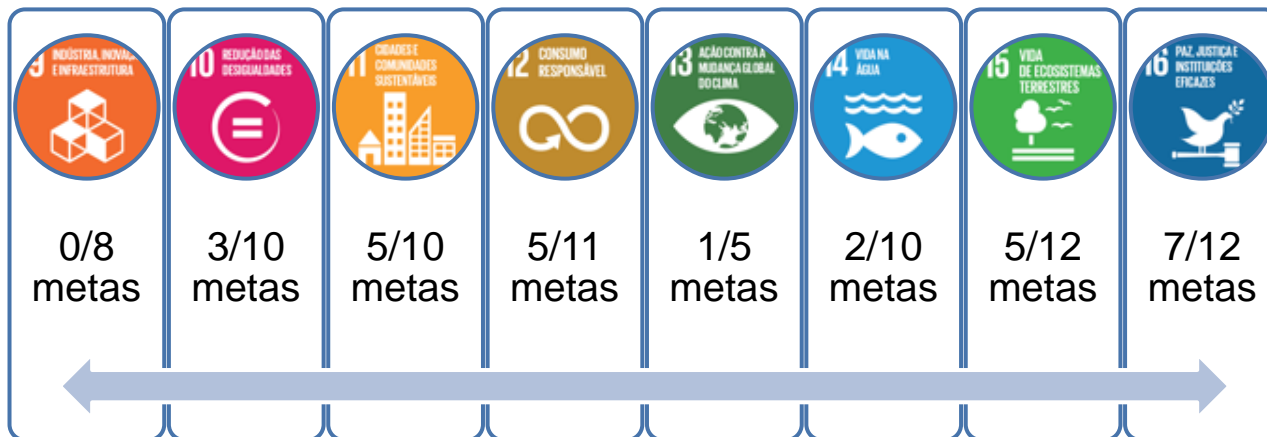 9 INDÚSTRIA, INOVAÇ
E INFRAESTRUTURA
0/8
metas
10 REDUÇÃO DAS
DESIGUALDADES
3/10
metas
11 CIDADES E
COMUNIDADES
SUSTENTÁVEIS
5/10
metas
12 CONSUMO
RESPONSÁVEL
5/11
metas
13 AÇÃO CONTRA A
MUDANÇA GLOBAL
DO CLIMA
1/5
metas
14 VIDA NA
ÁGUA
2/10
metas
15 VIDA
DE ECOSISTEMAS
TERRESTRES
5/12
metas
16 PAZ, JUSTIÇA E
INSTITUIÇÕES
EFICAZES
7/12
metas